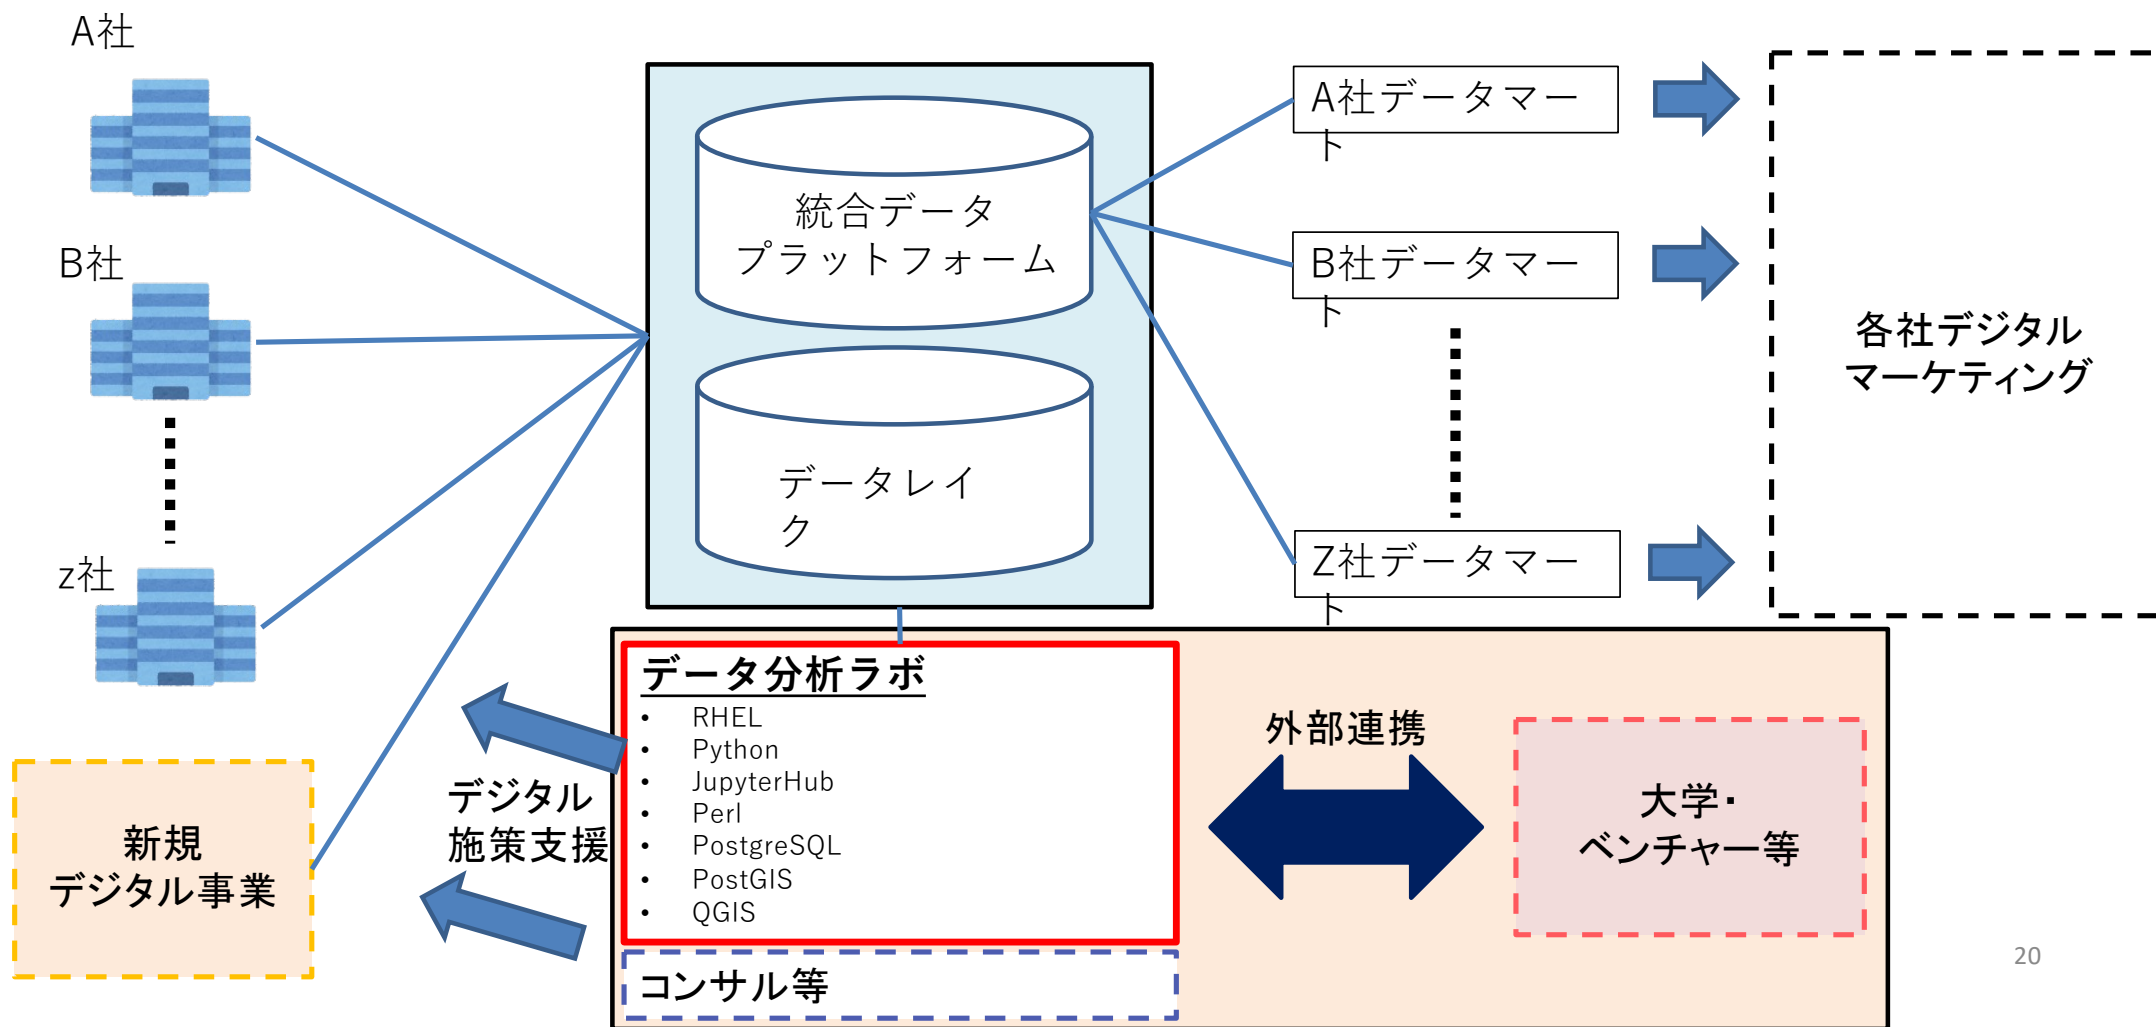 A社
B社
z社
新規
デジタル事業
統合データ
プラットフォーム
データレイ
ク
A社データマー
ト
B社データマー
ト
Z社データマー
ト
各社デジタル
マーケティング
デジタル
施策支援
データ分析ラボ
• RHEL
• Python
• JupyterHub
• Perl
• PostgreSQL
• PostGIS
• QGIS
コンサル等
外部連携
大学・
ベンチャー等
20